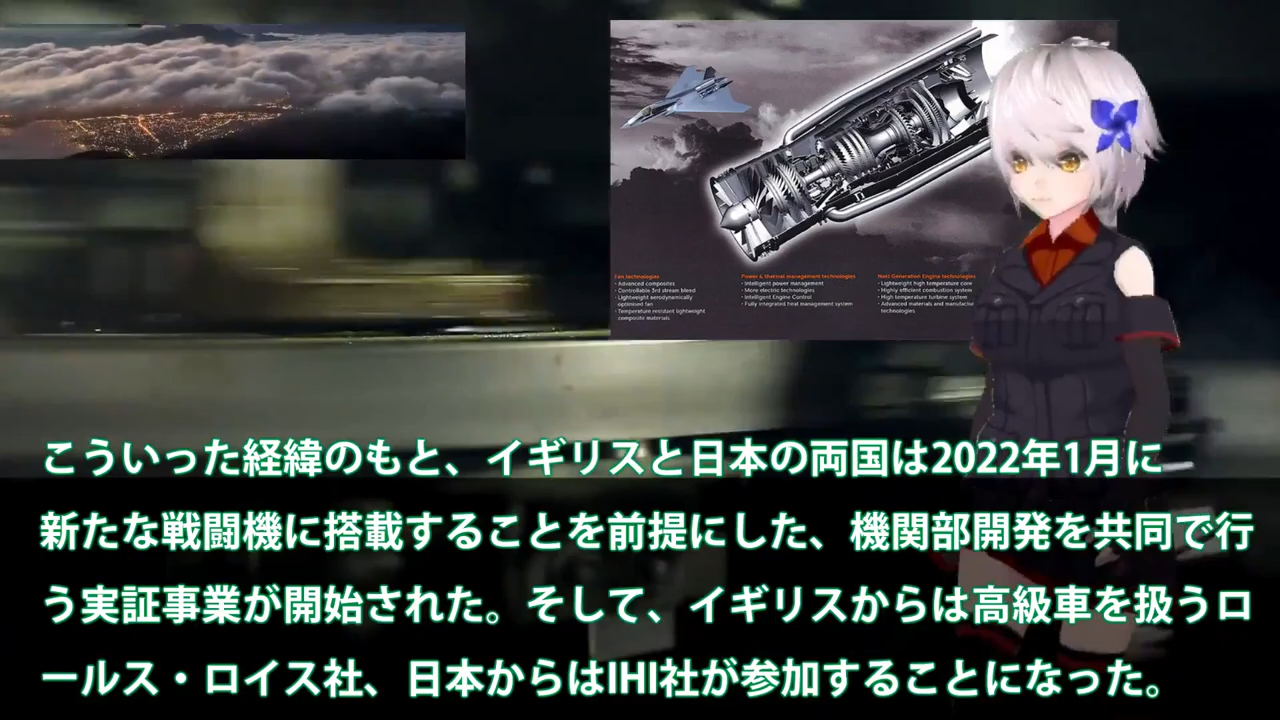 Fan technologies
- Advanced composites
- Controllable 3rd stream bleed
- Lightweight aerodynamically
optimised fan
- Temperature resistant lightweight
composite materials
Power & thermal management technologies
- Intelligent power management
- More electric technologies
- Intelligent Engine Control
- Fully integrated heat management system
Next Generation Engine technologies
- Lightweight high temperature core
- Highly efficient combustion system
- High temperature turbine system
- Advanced materials and
technologies
こういった経緯のもと、イギリスと日本の両国は2022年1月に
新たな戦闘機に搭載することを前提にした、機関部開発を共同で行
う実証事業が開始された。そして、イギリスからは高級車を扱うロ
ールス・ロイス社、日本からはIHI社が参加することになった。